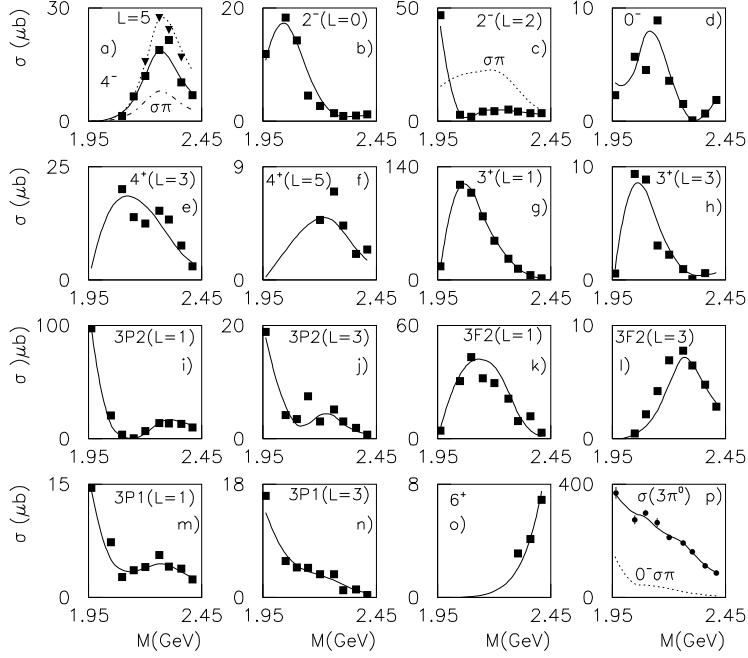 30 20 50 10
σ (μb) L=5 2⁻(L=0) 2⁻(L=2) 0⁻
a) b) c) d)
4⁻ σπ
σπ
0 0 0 0
1.95 2.45 1.95 2.45 1.95 2.45 1.95 2.45
25 9 140 10
σ (μb) 4⁺(L=3) 4⁺(L=5) f) 3⁺(L=1) 3⁺(L=3)
e) g) h)
0 0 0 0
1.95 2.45 1.95 2.45 1.95 2.45 1.95 2.45
100 20 60 10
σ (μb) 3P2(L=1) 3P2(L=3) 3F2(L=1) 3F2(L=3)
i) j) k) l)
0 0 0 0
1.95 2.45 1.95 2.45 1.95 2.45 1.95 2.45
15 18 8 400
σ (μb) 3P1(L=1) 3P1(L=3) 6⁺ σ(3π⁰) p)
m) n) o)
0⁻σπ
0 0 0 0
1.95 2.45 1.95 2.45 1.95 2.45 1.95 2.45
M(GeV) M(GeV) M(GeV) M(GeV)